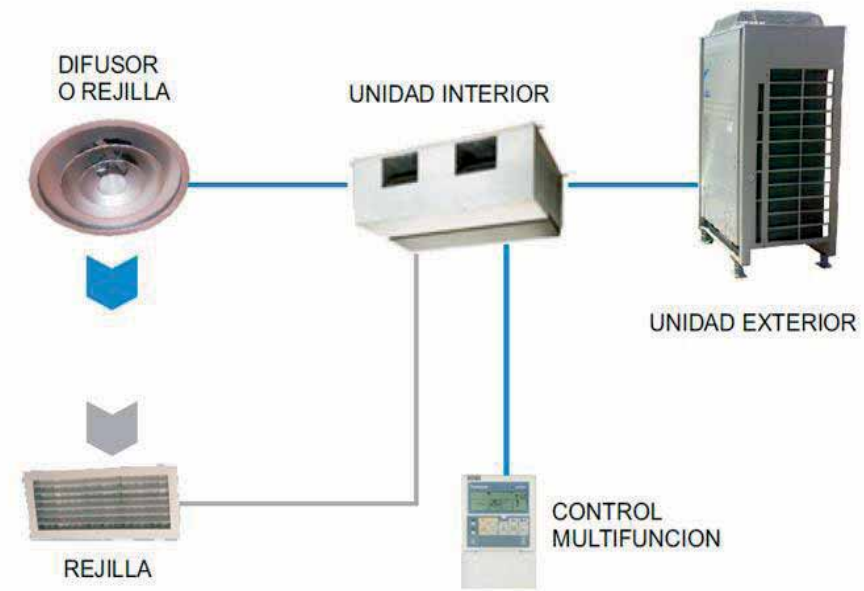 DIFUSOR
O REJILLA
UNIDAD INTERIOR
UNIDAD EXTERIOR
CONTROL
MULTIFUNCION
REJILLA